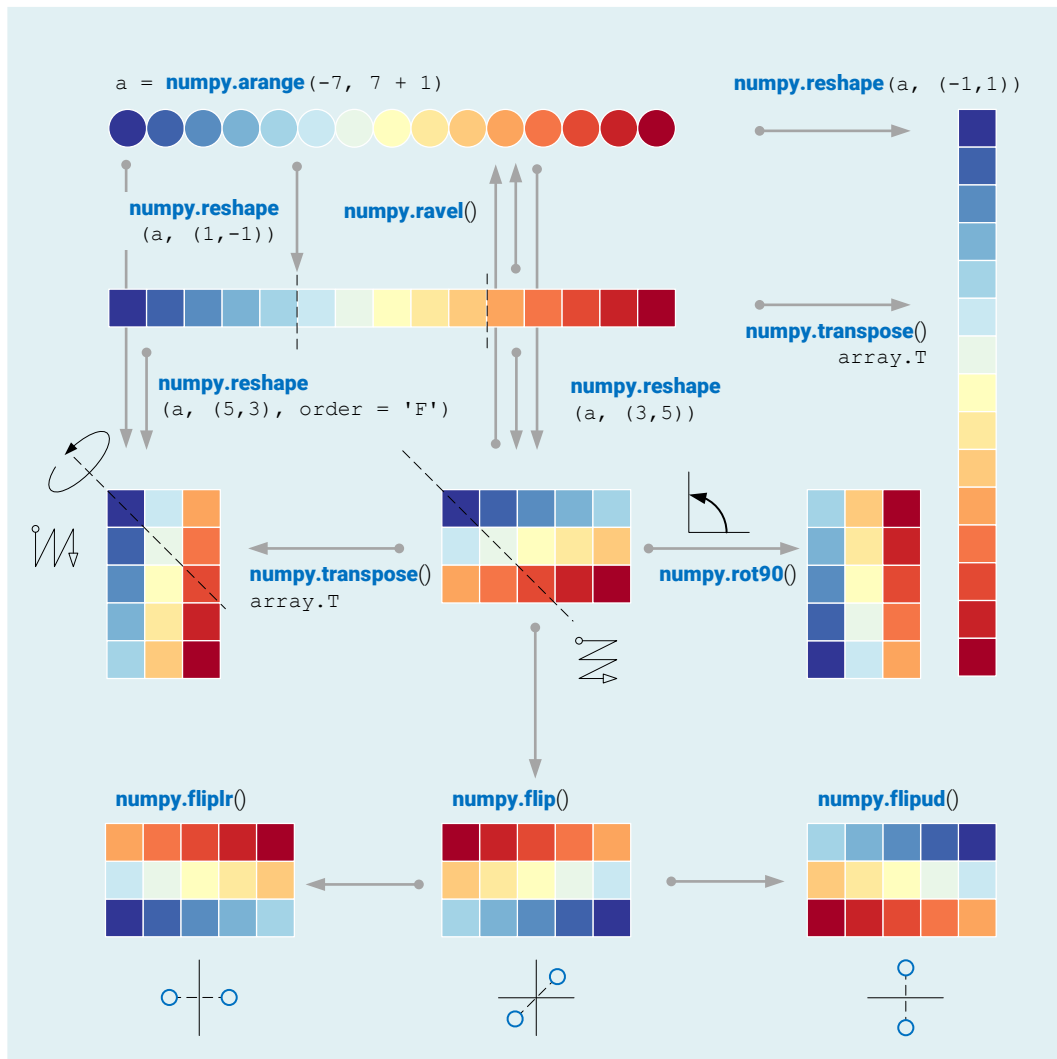 a = numpy.arange(-7, 7 + 1)
numpy.reshape(a, (-1,1))
numpy.reshape
(a, (1,-1))
numpy.ravel()
numpy.transpose()
array.T
numpy.reshape
(a, (5,3), order = 'F')
numpy.reshape
(a, (3,5))
numpy.transpose()
array.T
numpy.rot90()
numpy.fliplr()
numpy.flip()
numpy.flipud()